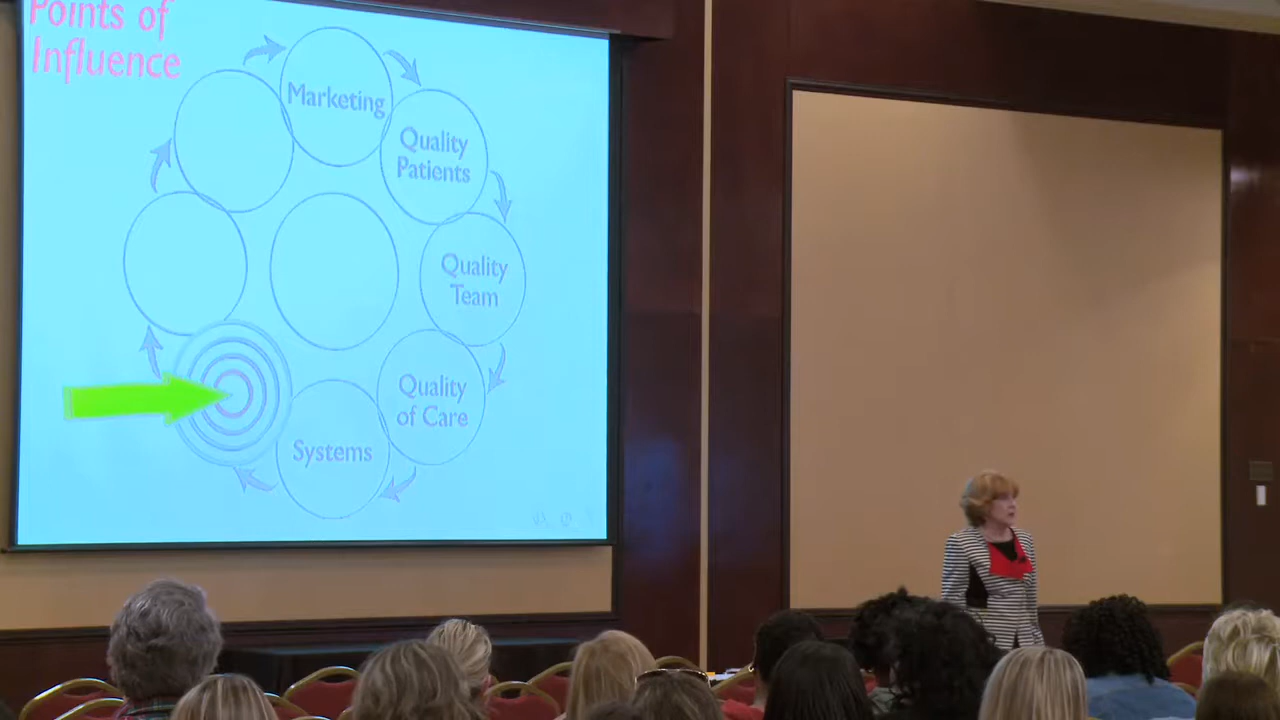 Points of
Influence
Marketing
Quality
Patients
Quality
Team
Quality
of Care
Systems